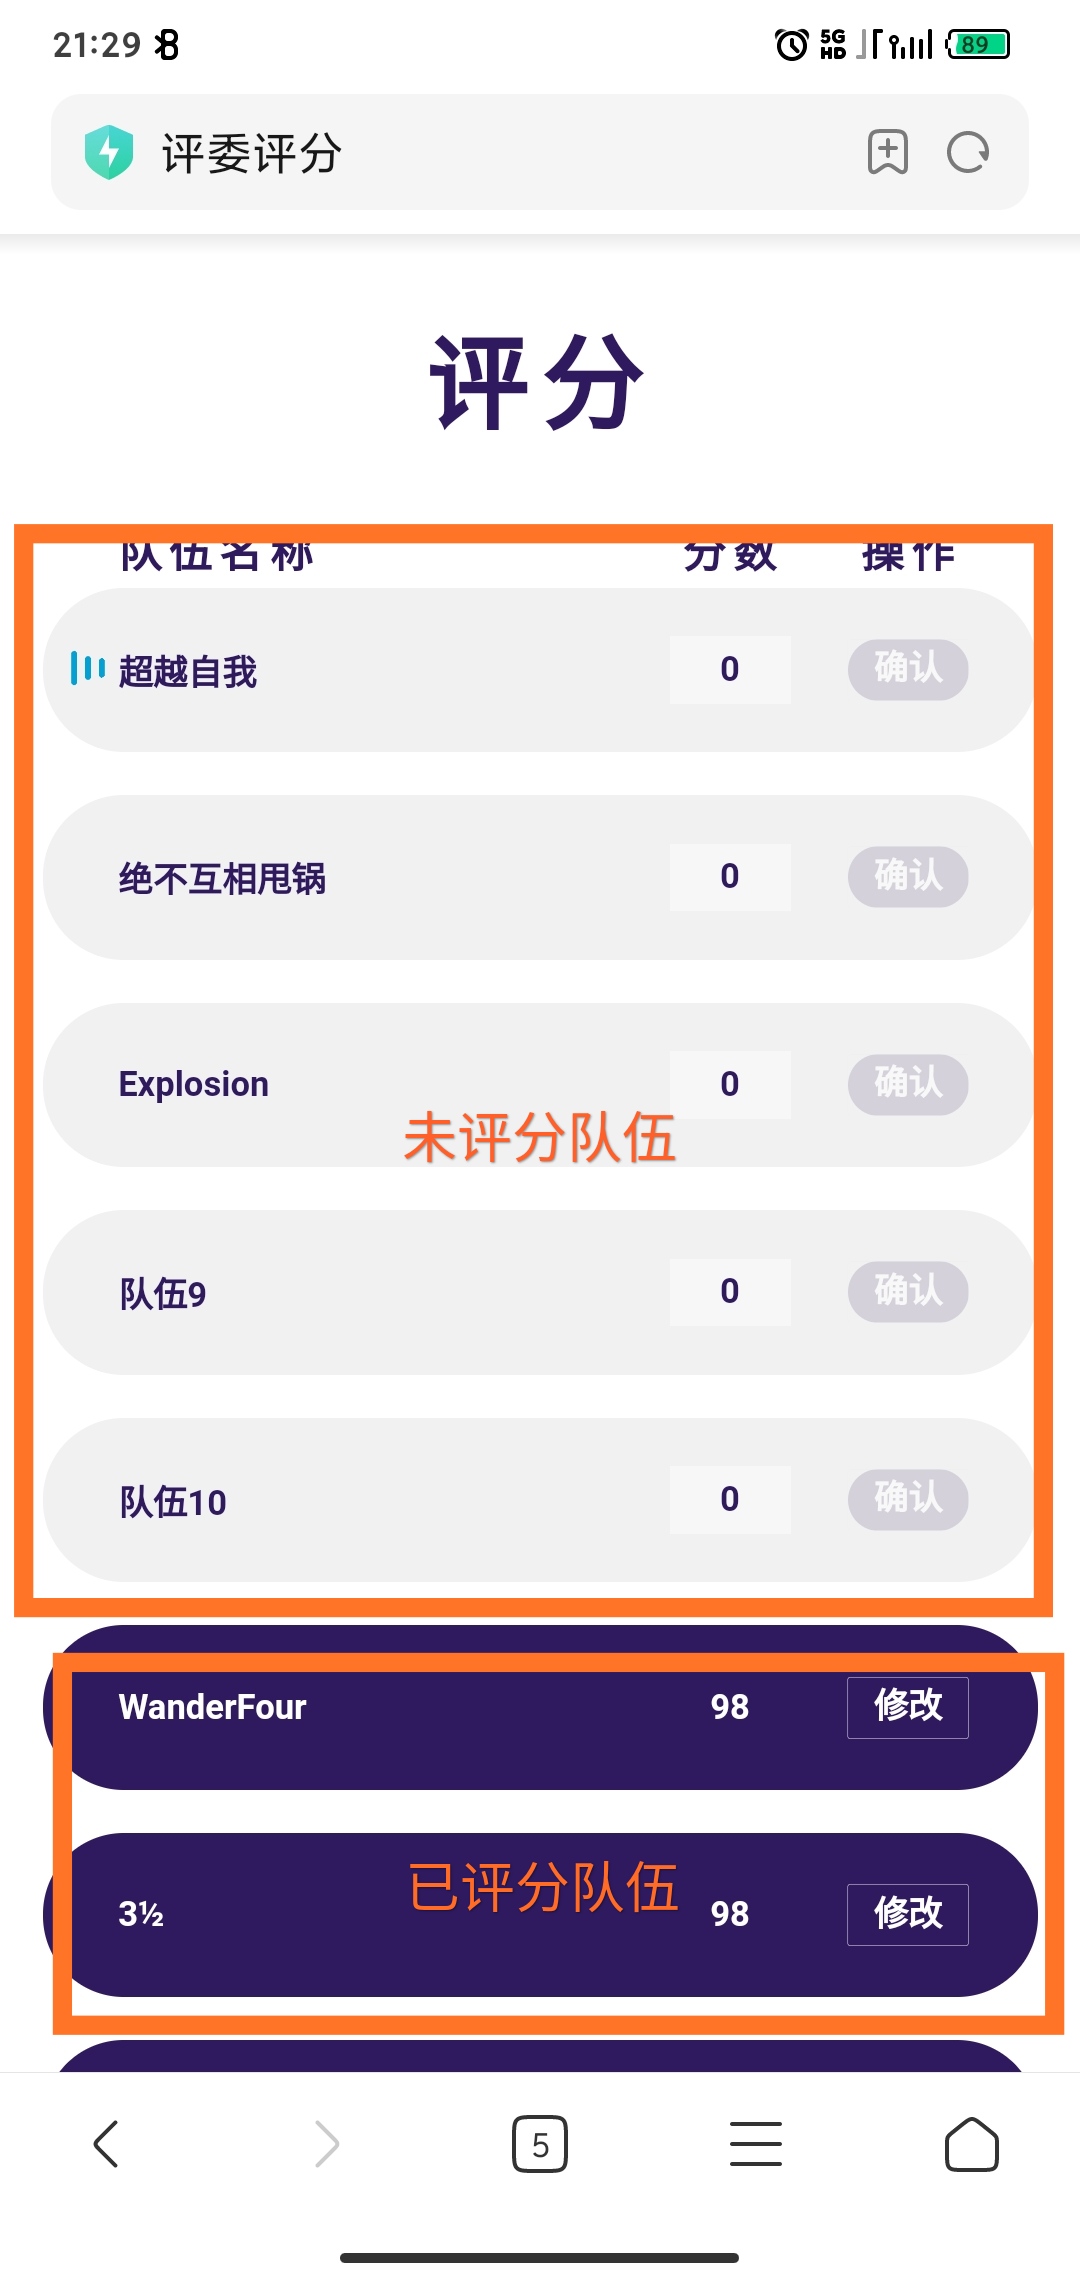 21:29
5G HD
89
评委评分
评分
队伍名称 分数 操作
超越自我 0 确认
绝不互相甩锅 0 确认
Explosion 0 确认
未评分队伍
队伍9 0 确认
队伍10 0 确认
WanderFour 98 修改
已评分队伍
3½ 98 修改
5